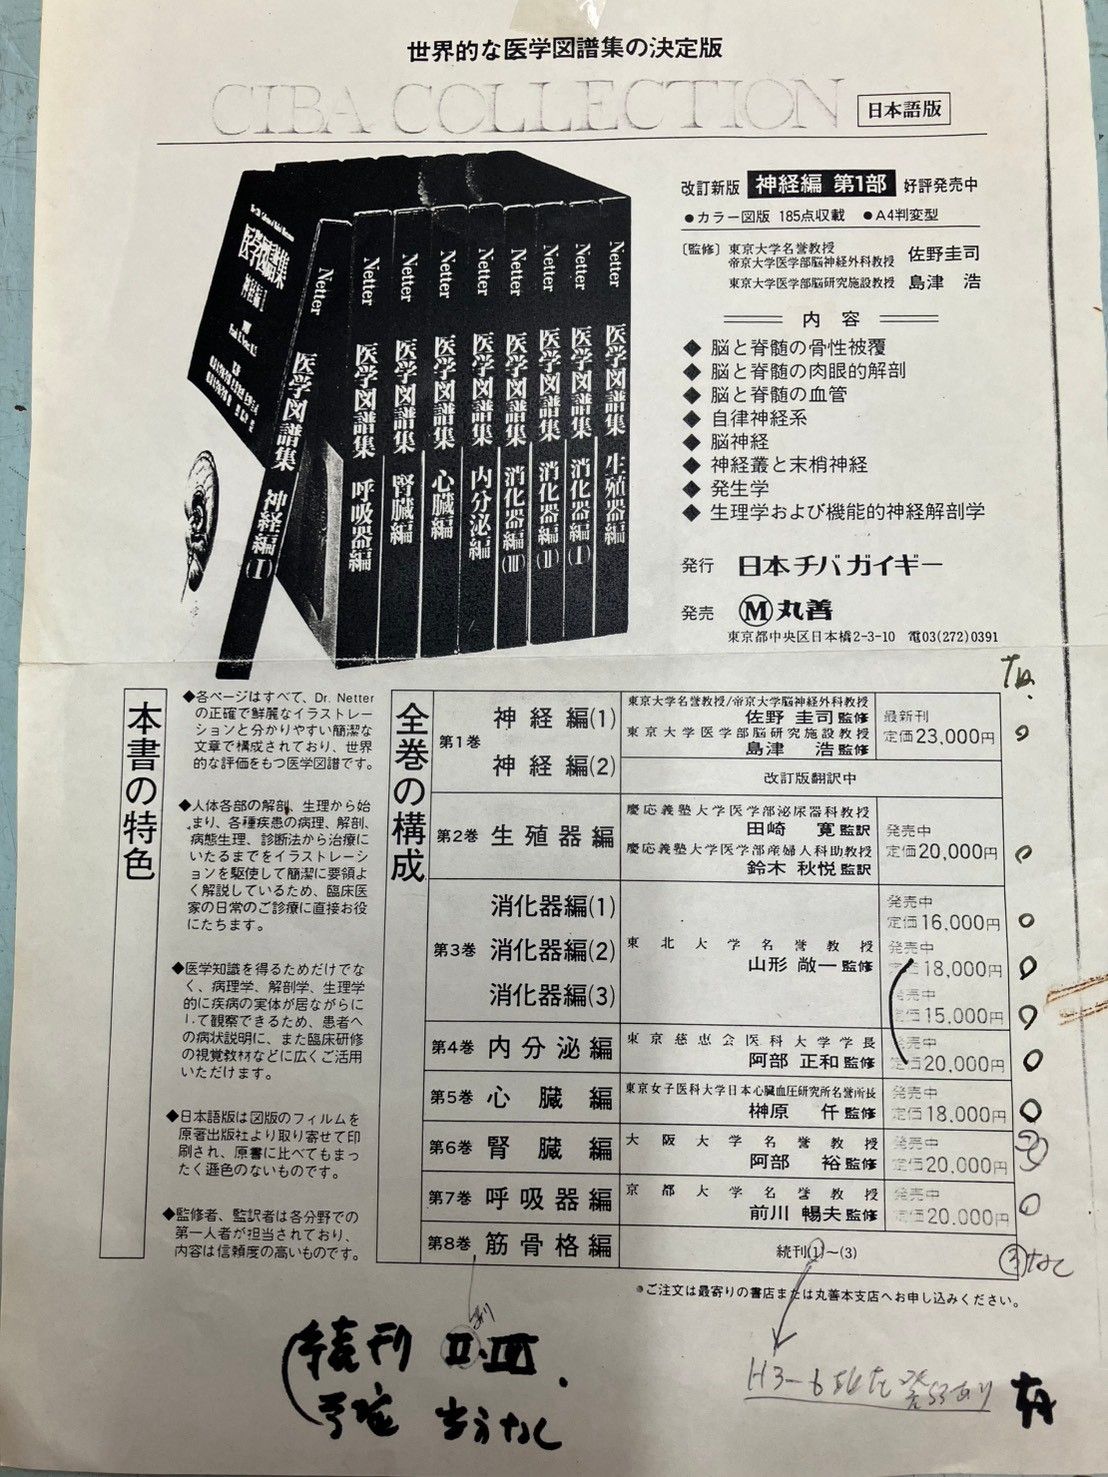 世界的な医学図譜集の決定版
CIBA COLLECTION 日本語版
改訂新版 神経編 第1部 好評発売中
●カラー図版 185点収載 ●A4判変型
〔監修〕東京大学名誉教授
帝京大学医学部脳神経外科教授 佐野圭司
東京大学医学部脳研究施設教授 島津 浩
内容
◆ 脳と脊髄の骨性被覆
◆ 脳と脊髄の肉眼的解剖
◆ 脳と脊髄の血管
◆ 自律神経系
◆ 脳神経
◆ 神経叢と末梢神経
◆ 発生学
◆ 生理学および機能的神経解剖学
発行 日本チバガイギー
発売 M丸善
東京都中央区日本橋2-3-10 電03(272)0391
医学図譜集
神経編I
Netter 医学図譜集 神経編(I)
Netter 医学図譜集 呼吸器編
Netter 医学図譜集 腎臓編
Netter 医学図譜集 心臓編
Netter 医学図譜集 内分泌編
Netter 医学図譜集 消化器編(III)
Netter 医学図譜集 消化器編(II)
Netter 医学図譜集 消化器編(I)
Netter 医学図譜集 生殖器編
本書の特色
◆各ページはすべて、Dr. Netter
の正確で鮮麗なイラストレー
ションと分かりやすい簡潔な
文章で構成されており、世界
的な評価をもつ医学図譜です。
◆人体各部の解剖、生理から始
まり、各種疾患の病理、解剖、
病態生理、診断法から治療に
いたるまでをイラストレーシ
ョンを駆使して簡潔に要領よ
く解説しているため、臨床医
家の日常のご診療に直接お役
にたちます。
◆医学知識を得るためだけでな
く、病理学、解剖学、生理学
的に疾病の実体が居ながらに
して観察できるため、患者へ
の病状説明に、また臨床研修
の視覚教材などに広くご活用
いただけます。
◆日本語版は図版のフィルムを
原著出版社より取り寄せて印
刷され、原書に比べてもまっ
たく遜色のないものです。
◆監修者、監訳者は各分野での
第一人者が担当されており、
内容は信頼度の高いものです。
全巻の構成
第1巻 神経編(1)
東京大学名誉教授/帝京大学脳神経外科教授
佐野 圭司監修
東京大学医学部脳研究施設教授
島津 浩監修
最新刊
定価23,000円
神経編(2) 改訂版翻訳中
第2巻 生殖器編
慶応義塾大学医学部泌尿器科教授
田崎 寛監訳
慶応義塾大学医学部産婦人科助教授
鈴木 秋悦監訳
発売中
定価20,000円
第3巻 消化器編(1)
消化器編(2)
消化器編(3)
東北大学名誉教授
山形 敞一監修
発売中
定価16,000円
発売中
定価18,000円
発売中
定価15,000円
第4巻 内分泌編
東京慈恵会医科大学学長
阿部 正和監修
発売中
定価20,000円
第5巻 心臓編
東京女子医科大学日本心臓血圧研究所名誉所長
榊原 仟監修
発売中
定価18,000円
第6巻 腎臓編
大阪大学名誉教授
阿部 裕監修
発売中
定価20,000円
第7巻 呼吸器編
京都大学名誉教授
前川 暢夫監修
発売中
定価20,000円
第8巻 筋骨格編 続刊(1)~(3)
③なし
●ご注文は最寄りの書店または丸善本支店へお申し込みください。
あり
続刊 II・III
予定 当分なし